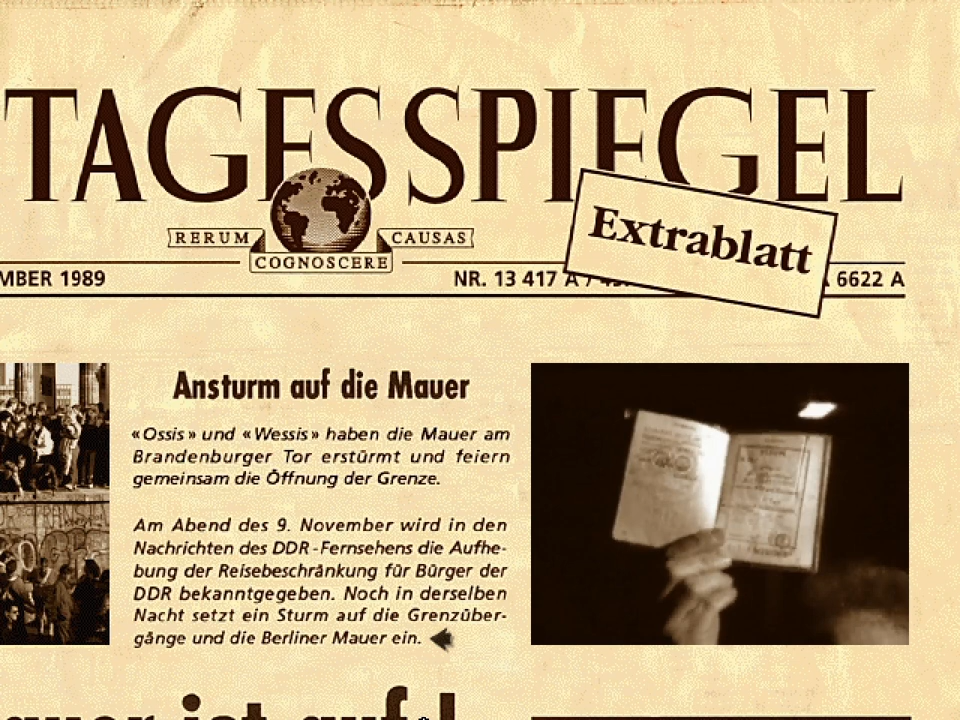 TAGESSPIEGEL
RERUM CAUSAS
COGNOSCERE
Extrablatt
MBER 1989 NR. 13 417 A / 6622 A
Ansturm auf die Mauer
«Ossis» und «Wessis» haben die Mauer am
Brandenburger Tor erstürmt und feiern
gemeinsam die Öffnung der Grenze.
Am Abend des 9. November wird in den
Nachrichten des DDR-Fernsehens die Aufhe-
bung der Reisebeschränkung für Bürger der
DDR bekanntgegeben. Noch in derselben
Nacht setzt ein Sturm auf die Grenzüber-
gänge und die Berliner Mauer ein.
auer ist auf!